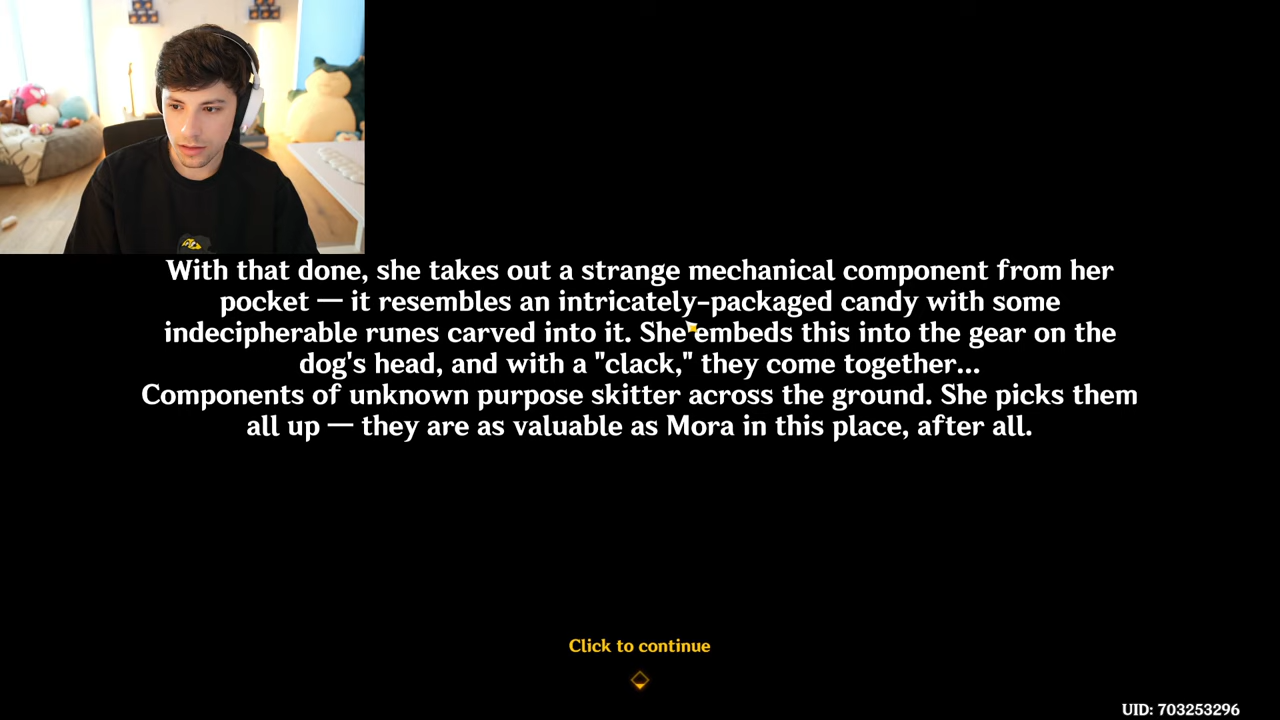 With that done, she takes out a strange mechanical component from her
pocket — it resembles an intricately-packaged candy with some
indecipherable runes carved into it. She embeds this into the gear on the
dog's head, and with a "clack," they come together...
Components of unknown purpose skitter across the ground. She picks them
all up — they are as valuable as Mora in this place, after all.
Click to continue
UID: 703253296